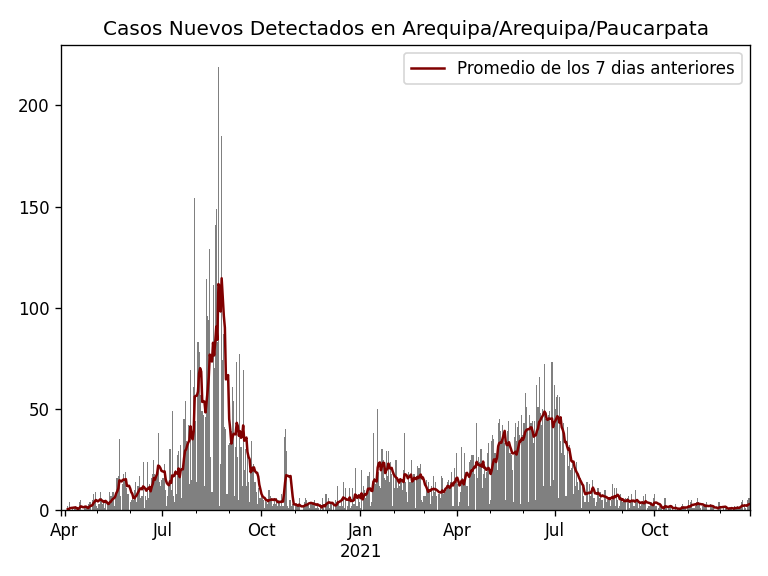 Casos Nuevos Detectados en Arequipa/Arequipa/Paucarpata
Promedio de los 7 dias anteriores
200
150
100
50
0
Apr Jul Oct Jan Apr Jul Oct
2021